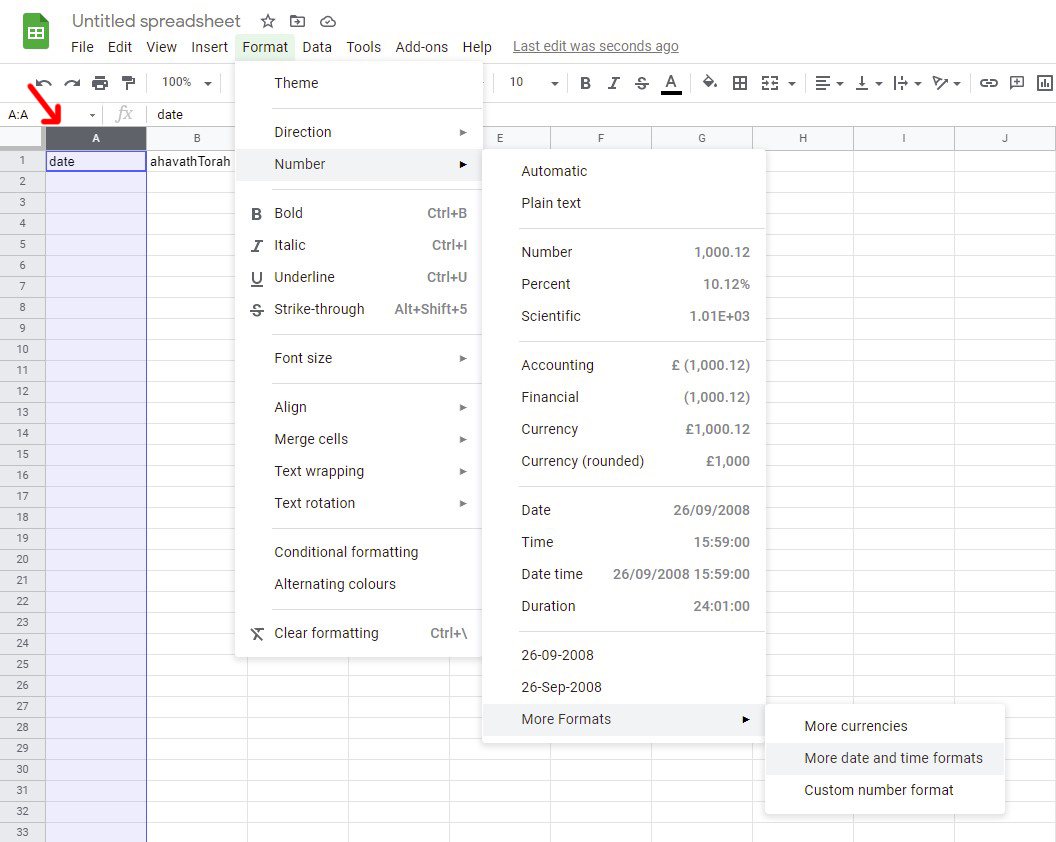 Untitled spreadsheet
File Edit View Insert Format Data Tools Add-ons Help Last edit was seconds ago
100% 10 B I S A
A:A fx date
A B E F G H I J
1 date ahavathTorah
2
3
4
5
6
7
8
9
10
11
12
13
14
15
16
17
18
19
20
21
22
23
24
25
26
27
28
29
30
31
32
33
Theme
Direction
Number
B Bold Ctrl+B
I Italic Ctrl+I
U Underline Ctrl+U
S Strike-through Alt+Shift+5
Font size
Align
Merge cells
Text wrapping
Text rotation
Conditional formatting
Alternating colours
Clear formatting Ctrl+\
Automatic
Plain text
Number 1,000.12
Percent 10.12%
Scientific 1.01E+03
Accounting £ (1,000.12)
Financial (1,000.12)
Currency £1,000.12
Currency (rounded) £1,000
Date 26/09/2008
Time 15:59:00
Date time 26/09/2008 15:59:00
Duration 24:01:00
26-09-2008
26-Sep-2008
More Formats
More currencies
More date and time formats
Custom number format